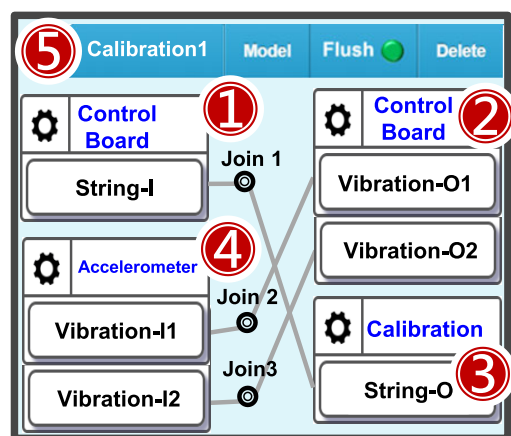 5 Calibration1 Model Flush Delete
1
Control
Board
String-I
Join 1
2
Control
Board
Vibration-O1
Vibration-O2
4
Accelerometer
Vibration-I1
Vibration-I2
Join 2
Join3
Calibration
3
String-O